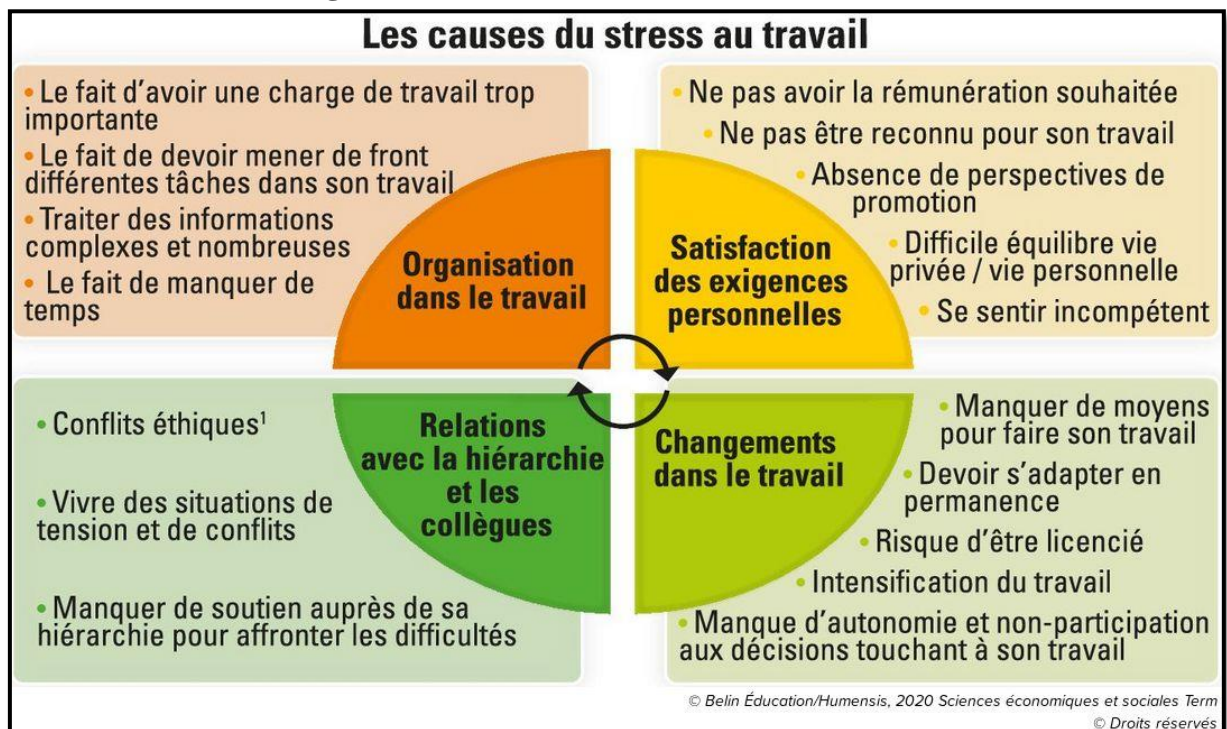 Les causes du stress au travail
• Le fait d'avoir une charge de travail trop
importante
• Le fait de devoir mener de front
différentes tâches dans son travail
• Traiter des informations
complexes et nombreuses
• Le fait de manquer de
temps
Organisation
dans le travail
• Ne pas avoir la rémunération souhaitée
• Ne pas être reconnu pour son travail
• Absence de perspectives de
promotion
• Difficile équilibre vie
privée / vie personnelle
• Se sentir incompétent
Satisfaction
des exigences
personnelles
• Conflits éthiques¹
• Vivre des situations de
tension et de conflits
• Manquer de soutien auprès de sa
hiérarchie pour affronter les difficultés
Relations
avec la hiérarchie
et les
collègues
Changements
dans le travail
• Manquer de moyens
pour faire son travail
• Devoir s'adapter en
permanence
• Risque d'être licencié
• Intensification du travail
• Manque d'autonomie et non-participation
aux décisions touchant à son travail
© Belin Éducation/Humensis, 2020 Sciences économiques et sociales Term
© Droits réservés